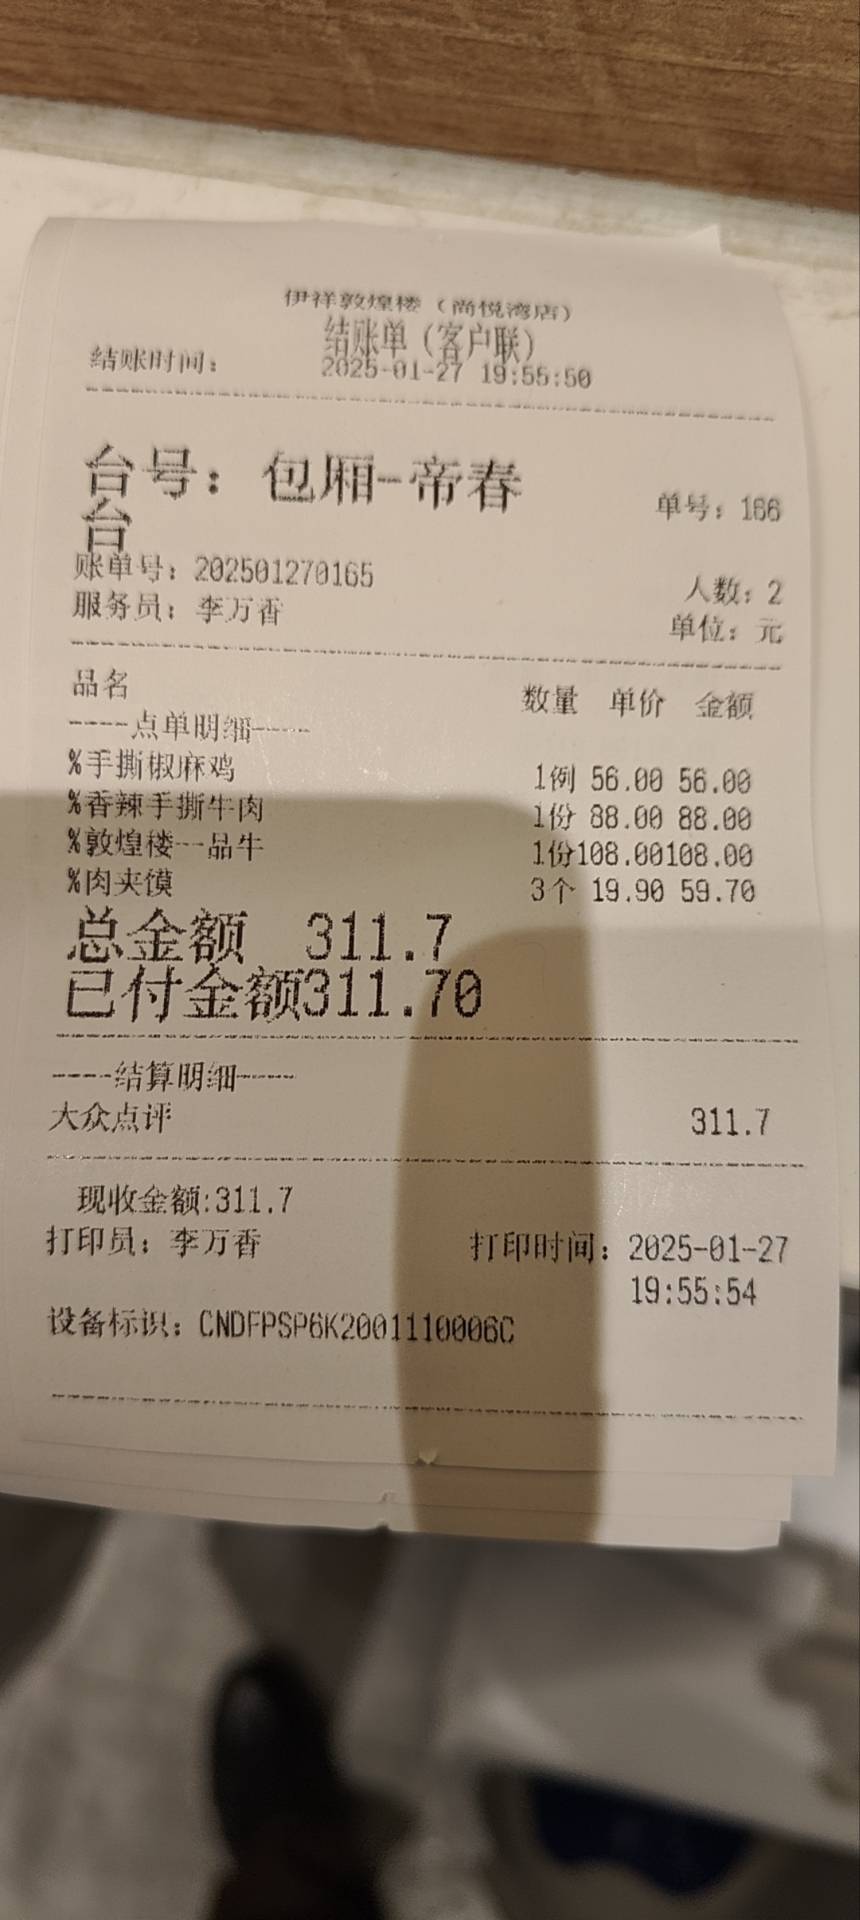 伊祥敦煌楼（尚悦湾店）
结账单（客户联）
结账时间： 2025-01-27 19:55:50
台号：包厢-帝春
台
单号：166
账单号：202501270165
人数：2
服务员：李万香
单位：元
品名 数量 单价 金额
----点单明细----
%手撕椒麻鸡 1例 56.00 56.00
%香辣手撕牛肉 1份 88.00 88.00
%敦煌楼一品牛 1份108.00108.00
%肉夹馍 3个 19.90 59.70
总金额 311.7
已付金额311.70
----结算明细----
大众点评 311.7
现收金额:311.7
打印员：李万香 打印时间：2025-01-27
19:55:54
设备标识：CNDFPSP6K2001110006C